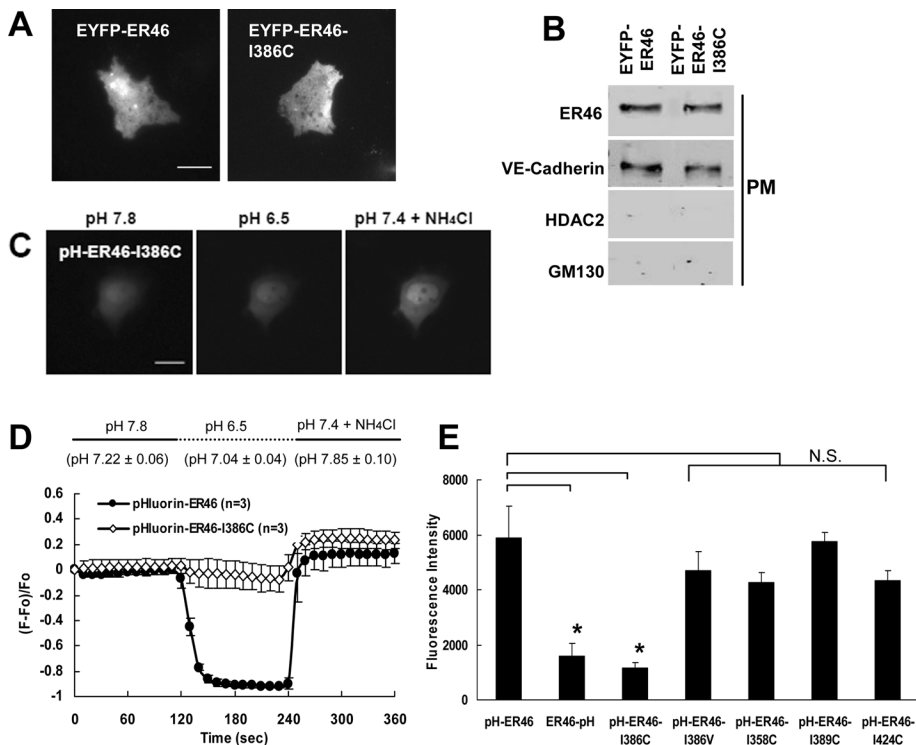 A
EYFP-ER46
EYFP-ER46-
I386C
B
EYFP-
ER46
EYFP-
ER46-
I386C
ER46
VE-Cadherin
HDAC2
GM130
PM
C
pH 7.8
pH 6.5
pH 7.4 + NH4Cl
pH-ER46-I386C
D
pH 7.8
pH 6.5
pH 7.4 + NH4Cl
(pH 7.22 ± 0.06)
(pH 7.04 ± 0.04)
(pH 7.85 ± 0.10)
pHluorin-ER46 (n=3)
pHluorin-ER46-I386C (n=3)
(F-Fo)/Fo
0.6
0.4
0.2
0
-0.2
-0.4
-0.6
-0.8
-1
0
60
120
180
240
300
360
Time (sec)
E
N.S.
Fluorescence Intensity
8000
6000
4000
2000
0
*
*
pH-ER46
ER46-pH
pH-ER46-
I386C
pH-ER46-
I386V
pH-ER46-
I358C
pH-ER46-
I389C
pH-ER46-
I424C